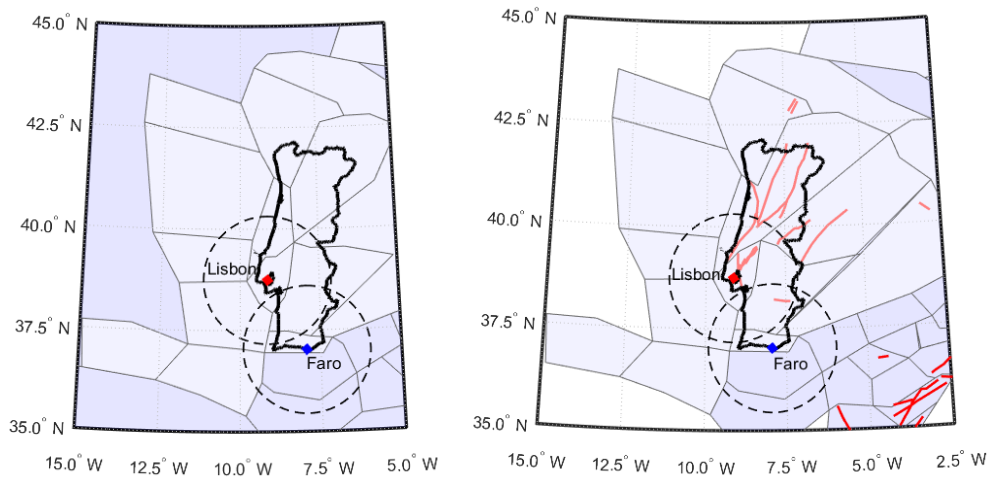 45.0° N
42.5° N
40.0° N
37.5° N
35.0° N
15.0° W
12.5° W
10.0° W
7.5° W
5.0° W
Lisbon
Faro
45.0° N
42.5° N
40.0° N
37.5° N
35.0° N
15.0° W
12.5° W
10.0° W
7.5° W
5.0° W
2.5° W
Lisbon
Faro